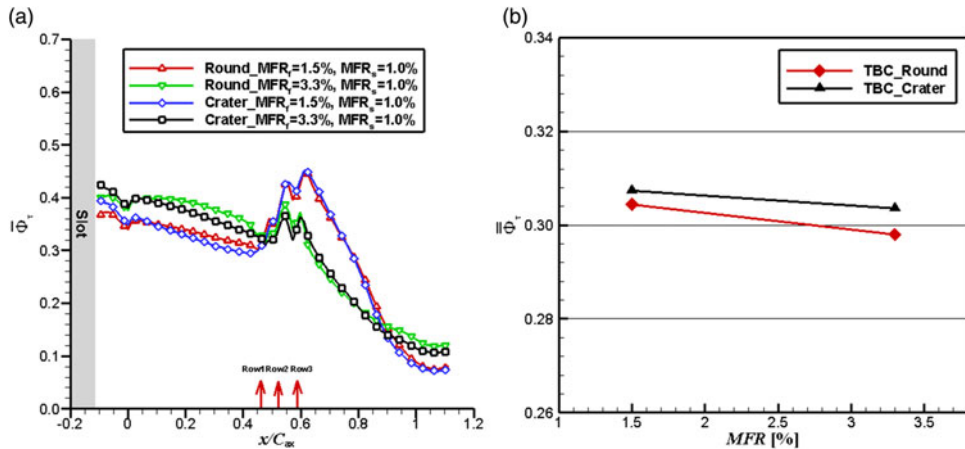 (a)
0.7
0.6
0.5
0.4
0.3
0.2
0.1
0.0
Φ̅τ
Slot
Round_MFRf=1.5%, MFRs=1.0%
Round_MFRf=3.3%, MFRs=1.0%
Crater_MFRf=1.5%, MFRs=1.0%
Crater_MFRf=3.3%, MFRs=1.0%
Row1 Row2 Row3
-0.2 0 0.2 0.4 0.6 0.8 1 1.2
x/Cax
(b)
0.34
0.32
0.30
0.28
0.26
Φ̿τ
TBC_Round
TBC_Crater
1 1.5 2 2.5 3 3.5
MFR [%]